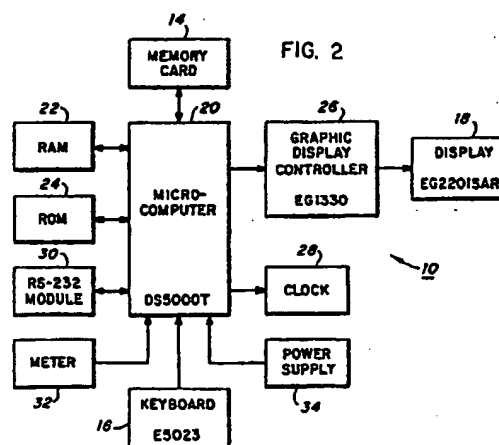 14
FIG. 2
MEMORY
CARD
22
RAM
24
ROM
30
RS-232
MODULE
METER
32
20
MICRO-
COMPUTER
DS5000T
26
GRAPHIC
DISPLAY
CONTROLLER
EG1330
18
DISPLAY
EG2201SAR
10
28
CLOCK
POWER
SUPPLY
34
16
KEYBOARD
E5023